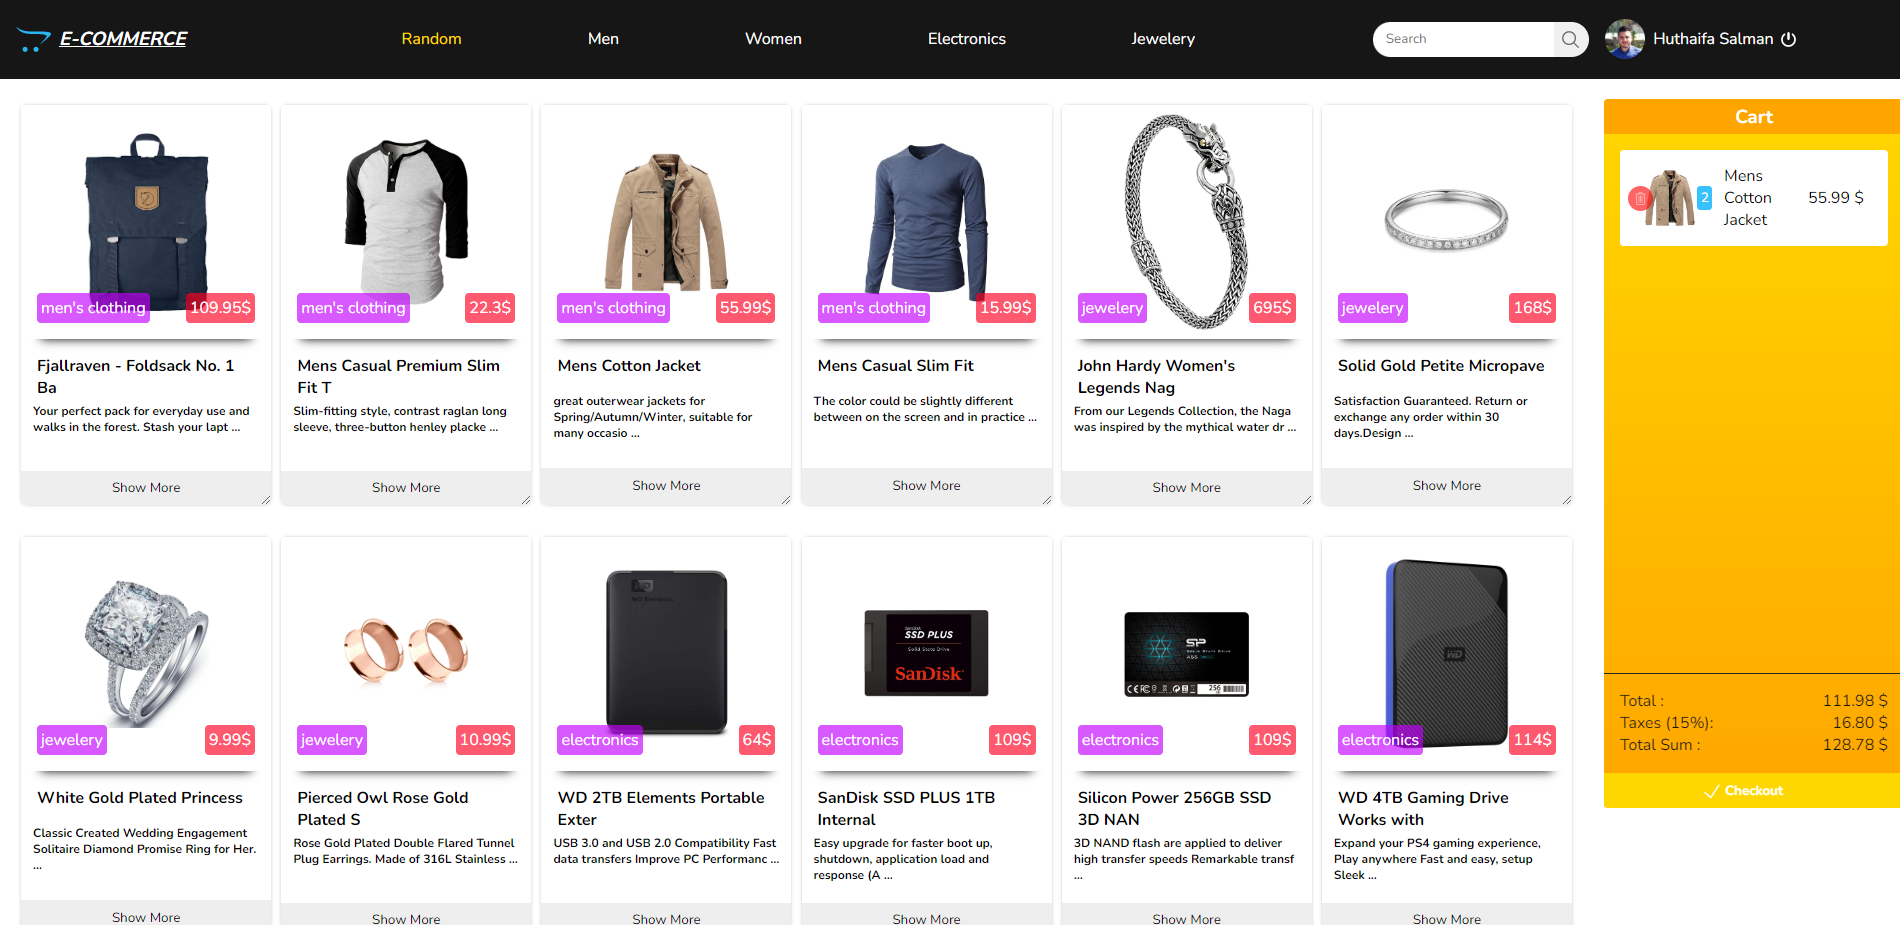 E-COMMERCE
Random
Men
Women
Electronics
Jewelery
Search
Huthaifa Salman
men's clothing
109.95$
Fjallraven - Foldsack No. 1
Ba
Your perfect pack for everyday use and
walks in the forest. Stash your lapt ...
Show More
men's clothing
22.3$
Mens Casual Premium Slim
Fit T
Slim-fitting style, contrast raglan long
sleeve, three-button henley placke ...
Show More
men's clothing
55.99$
Mens Cotton Jacket
great outerwear jackets for
Spring/Autumn/Winter, suitable for
many occasio ...
Show More
men's clothing
15.99$
Mens Casual Slim Fit
The color could be slightly different
between on the screen and in practice ...
Show More
jewelery
695$
John Hardy Women's
Legends Nag
From our Legends Collection, the Naga
was inspired by the mythical water dr ...
Show More
jewelery
168$
Solid Gold Petite Micropave
Satisfaction Guaranteed. Return or
exchange any order within 30
days.Design ...
Show More
jewelery
9.99$
White Gold Plated Princess
Classic Created Wedding Engagement
Solitaire Diamond Promise Ring for Her.
...
Show More
jewelery
10.99$
Pierced Owl Rose Gold
Plated S
Rose Gold Plated Double Flared Tunnel
Plug Earrings. Made of 316L Stainless ...
Show More
WD
WD Elements
electronics
64$
WD 2TB Elements Portable
Exter
USB 3.0 and USB 2.0 Compatibility Fast
data transfers Improve PC Performanc ...
Show More
SSD PLUS
Solid State Drive
SanDisk
electronics
109$
SanDisk SSD PLUS 1TB
Internal
Easy upgrade for faster boot up,
shutdown, application load and
response (A ...
Show More
SP
A55
256
electronics
109$
Silicon Power 256GB SSD
3D NAN
3D NAND flash are applied to deliver
high transfer speeds Remarkable transf
...
Show More
WD
electronics
114$
WD 4TB Gaming Drive
Works with
Expand your PS4 gaming experience,
Play anywhere Fast and easy, setup
Sleek ...
Show More
Cart
2
Mens
Cotton
Jacket
55.99 $
Total : 111.98 $
Taxes (15%): 16.80 $
Total Sum : 128.78 $
Checkout